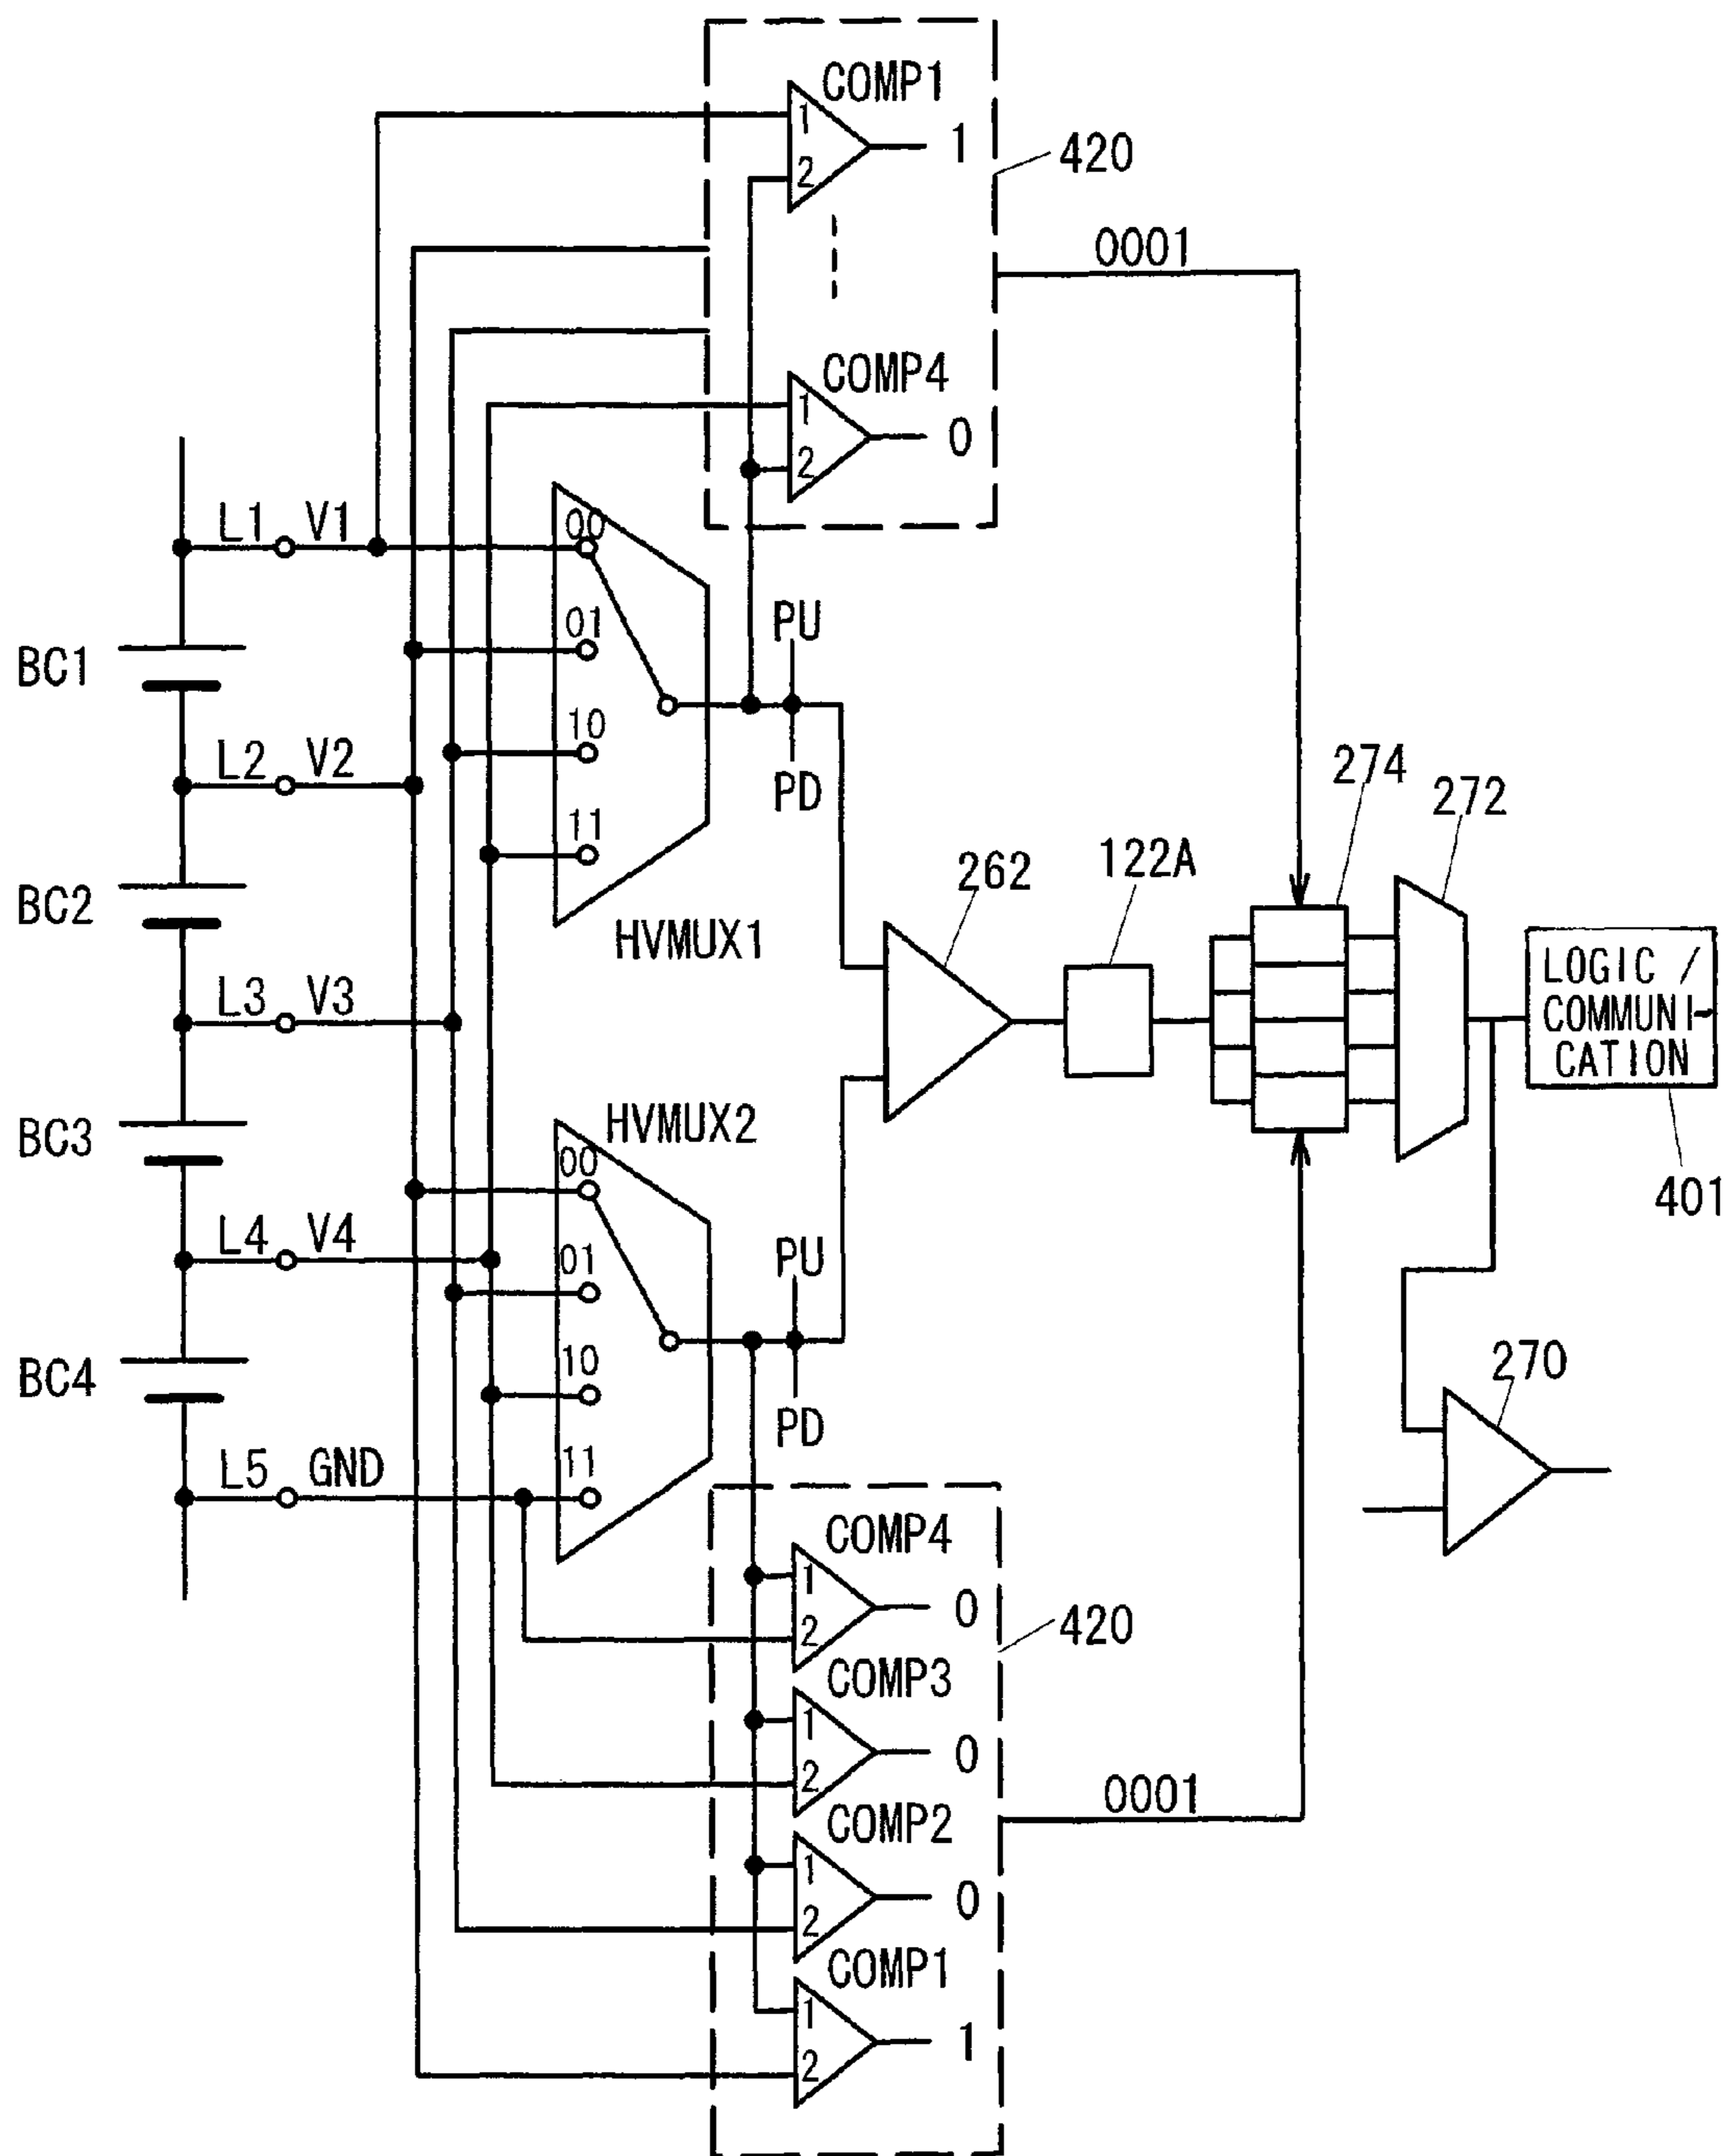 COMP1
1
1
2
420
0001
COMP4
1
0
2
L1 V1
00
01
PU
BC1
10
PD
L2 V2
274
272
11
122A
262
BC2
HVMUX1
LOGIC /
COMMUNI-
CATION
L3 V3
BC3
HVMUX2
00
401
L4 V4
01
PU
10
270
BC4
PD
11
L5 GND
COMP4
1
0
2
420
COMP3
1
0
2
0001
COMP2
1
0
2
COMP1
1
1
2